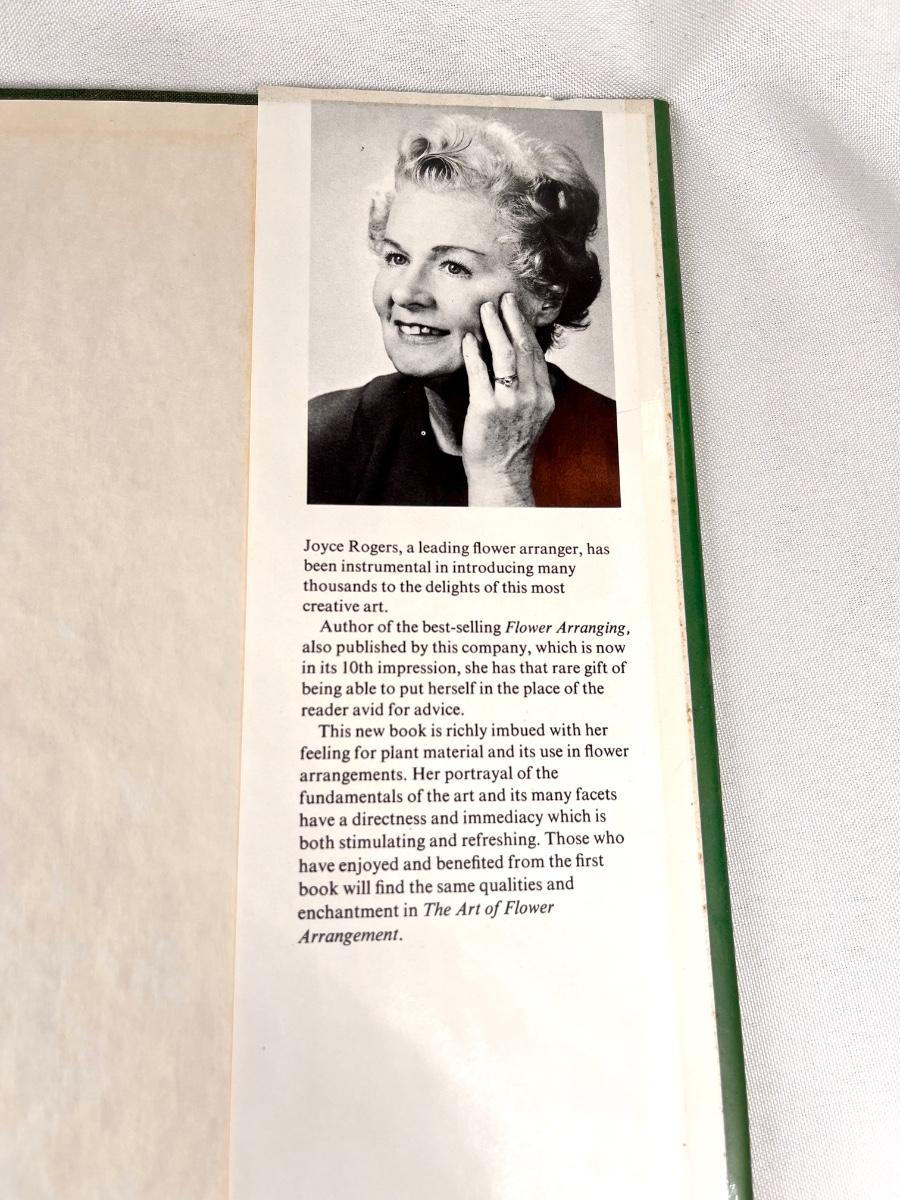 Joyce Rogers, a leading flower arranger, has
been instrumental in introducing many
thousands to the delights of this most
creative art.
Author of the best-selling Flower Arranging,
also published by this company, which is now
in its 10th impression, she has that rare gift of
being able to put herself in the place of the
reader avid for advice.
This new book is richly imbued with her
feeling for plant material and its use in flower
arrangements. Her portrayal of the
fundamentals of the art and its many facets
have a directness and immediacy which is
both stimulating and refreshing. Those who
have enjoyed and benefited from the first
book will find the same qualities and
enchantment in The Art of Flower
Arrangement.